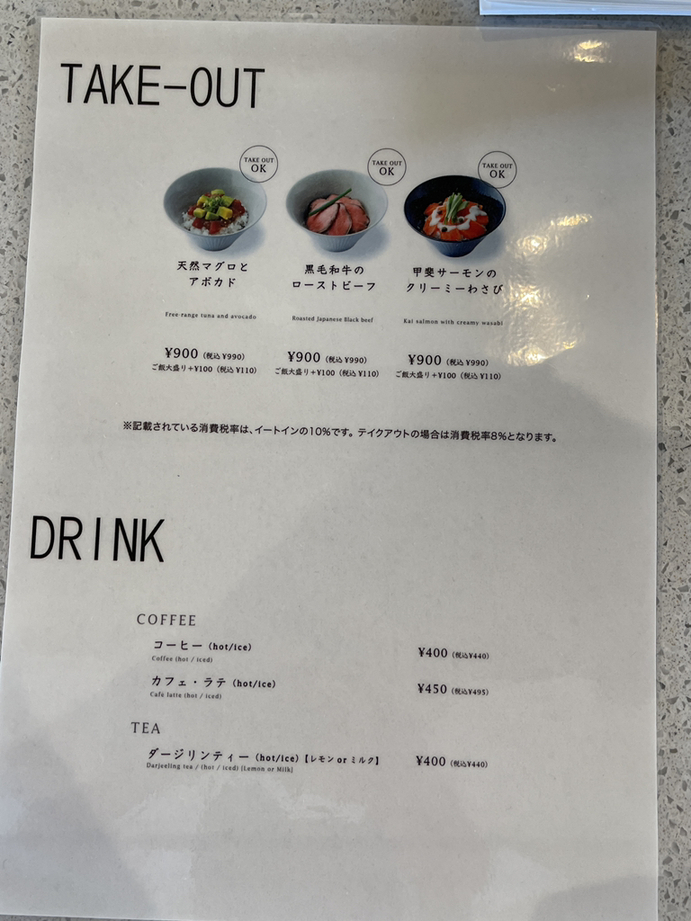 TAKE-OUT
TAKE OUT
OK
TAKE OUT
OK
TAKE OUT
OK
天然マグロと
アボカド
Free-range tuna and avocado
¥900 (税込 ¥990)
ご飯大盛り+¥100 (税込 ¥110)
黒毛和牛の
ローストビーフ
Roasted Japanese Black beef
¥900 (税込 ¥990)
ご飯大盛り+¥100 (税込 ¥110)
甲斐サーモンの
クリーミーわさび
Kai salmon with creamy wasabi
¥900 (税込 ¥990)
ご飯大盛り+¥100 (税込 ¥110)
※記載されている消費税率は、イートインの10%です。テイクアウトの場合は消費税率8%となります。
DRINK
COFFEE
コーヒー (hot/ice)
¥400 (税込¥440)
Coffee (hot / iced)
カフェ・ラテ (hot/ice)
¥450 (税込¥495)
Café latte (hot / iced)
TEA
ダージリンティー (hot/ice)【レモン or ミルク】
¥400 (税込¥440)
Darjeeling tea / (hot / iced) [Lemon or Milk]